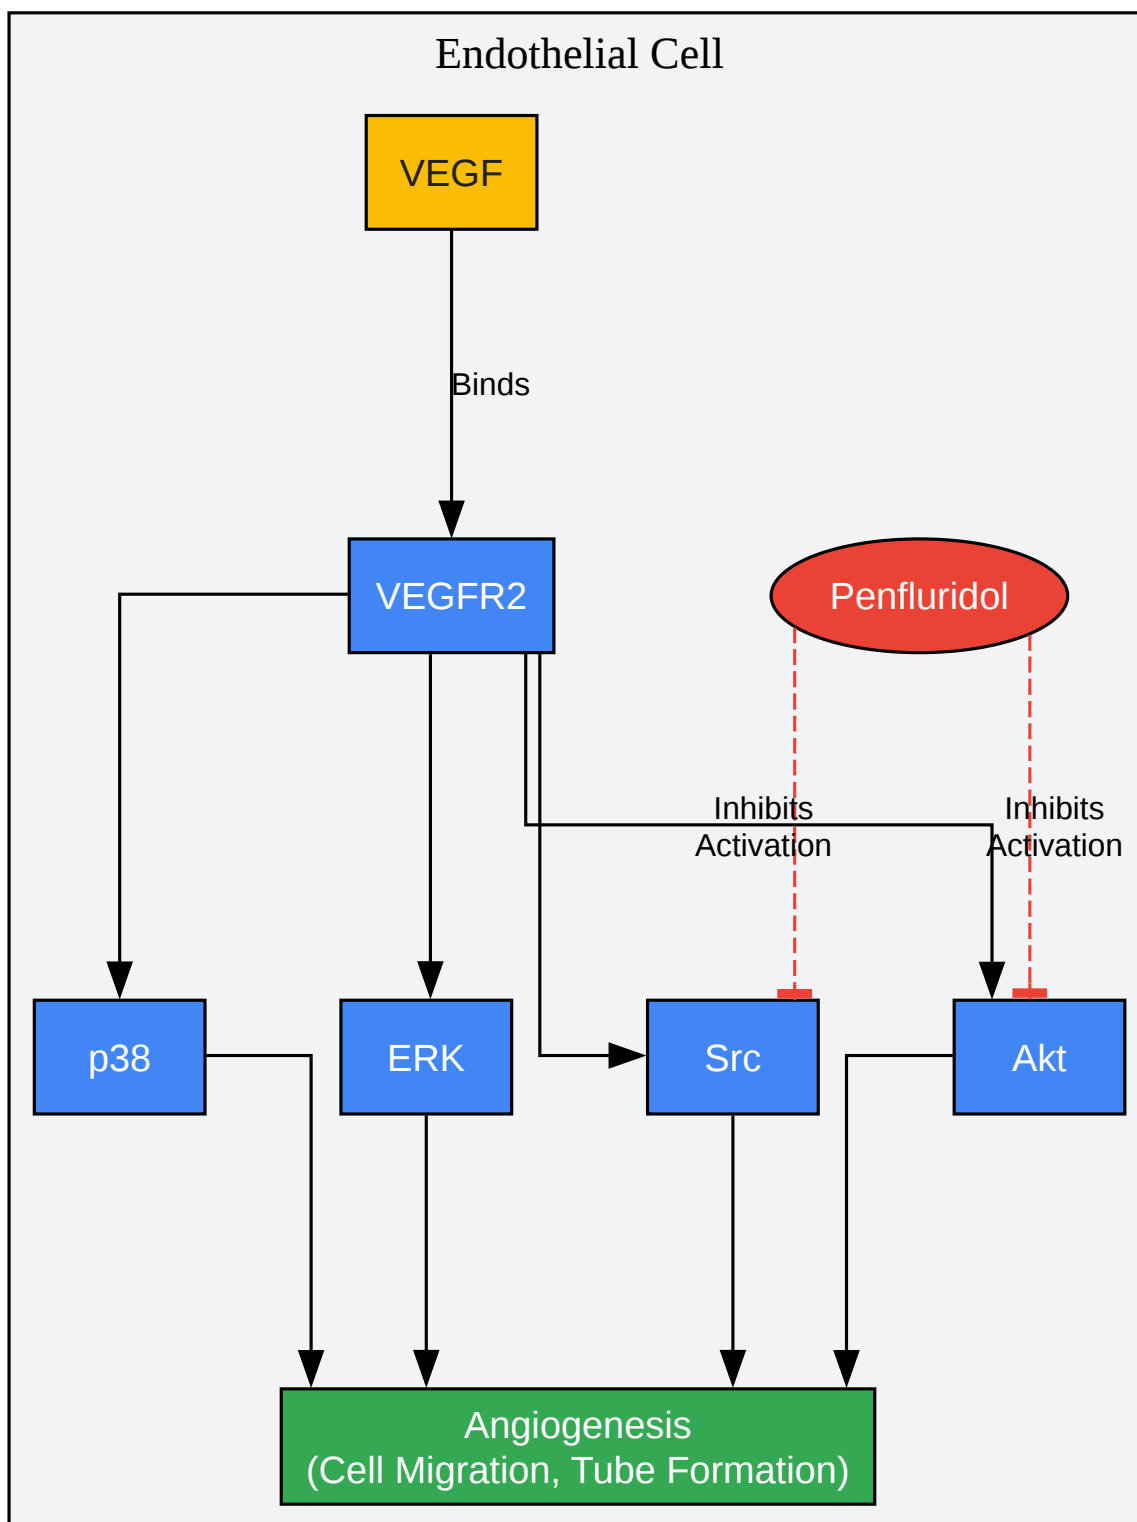 Endothelial Cell
VEGF
Binds
VEGFR2
Penfluridol
Inhibits
Activation
Inhibits
Activation
p38
ERK
Src
Akt
Angiogenesis
(Cell Migration, Tube Formation)